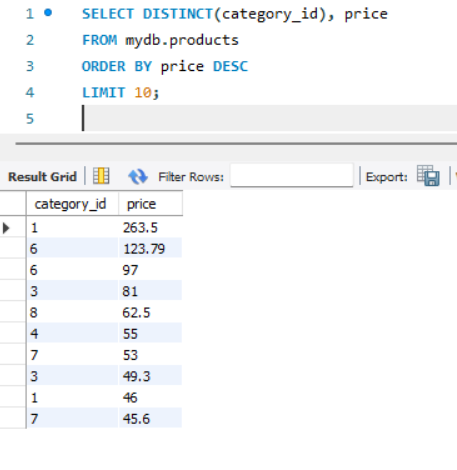 1 SELECT DISTINCT(category_id), price
2 FROM mydb.products
3 ORDER BY price DESC
4 LIMIT 10;
5
Result Grid Filter Rows: Export:
category_id price
1 263.5
6 123.79
6 97
3 81
8 62.5
4 55
7 53
3 49.3
1 46
7 45.6